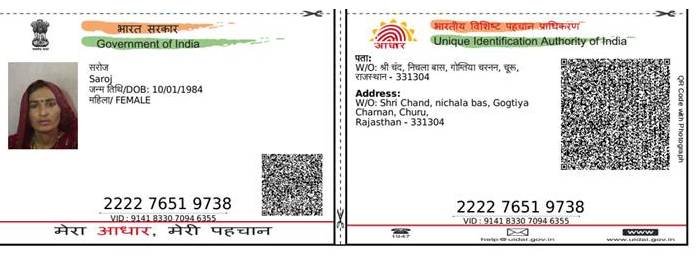 भारत सरकार
Government of India
सरोज
Saroj
जन्म तिथि/DOB: 10/01/1984
महिला/ FEMALE
2222 7651 9738
VID : 9141 8330 7094 6355
मेरा आधार, मेरी पहचान
आधार
भारतीय विशिष्ट पहचान प्राधिकरण
Unique Identification Authority of India
पता:
W/O: श्री चंद, निचला बास, गोग्तिया चरनन, चूरू,
राजस्थान - 331304
Address:
W/O: Shri Chand, nichala bas, Gogtiya
Charnan, Churu,
Rajasthan - 331304
QR Code with Photograph
2222 7651 9738
VID : 9141 8330 7094 6355
1947
help@uidai.gov.in
www
www.uidai.gov.in